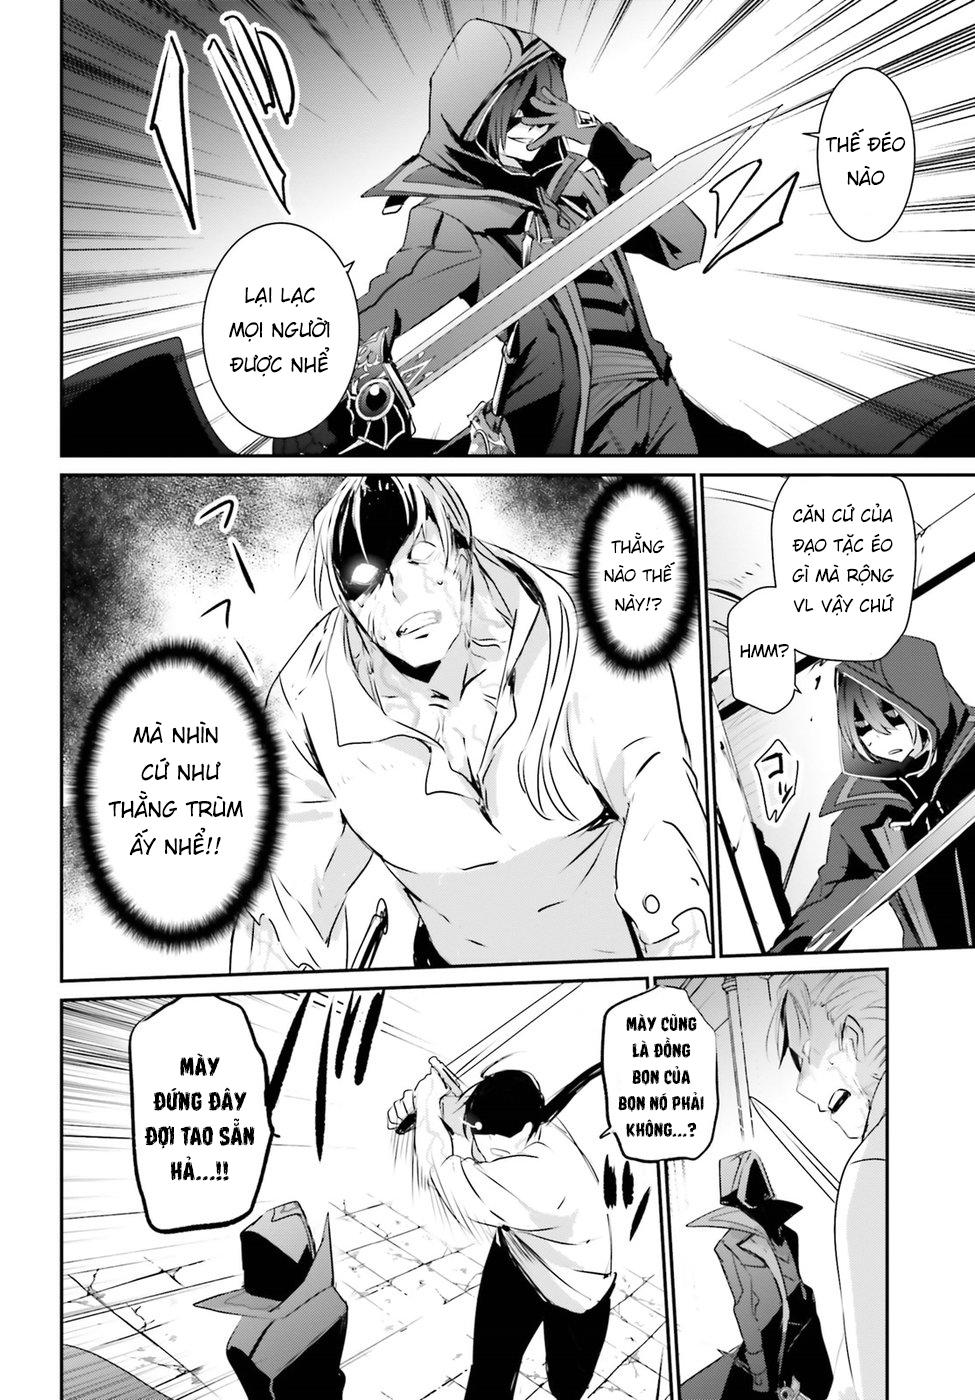 THẾ ĐÉO
NÀO
LẠI LẠC
MỌI NGƯỜI
ĐƯỢC NHỂ
CĂN CỨ CỦA
ĐẠO TẶC ÉO
GÌ MÀ RỘNG
VL VẬY CHỨ
HMM?
THẰNG
NÀO THẾ
NÀY!?
MÀ NHÌN
CỨ NHƯ
THẰNG TRÙM
ẤY NHỂ!!
MÀY CŨNG
LÀ ĐỒNG
BỌN CỦA
BỌN NÓ PHẢI
KHÔNG...?
MÀY
ĐỨNG ĐÂY
ĐỢI TAO SẴN
HẢ...!!